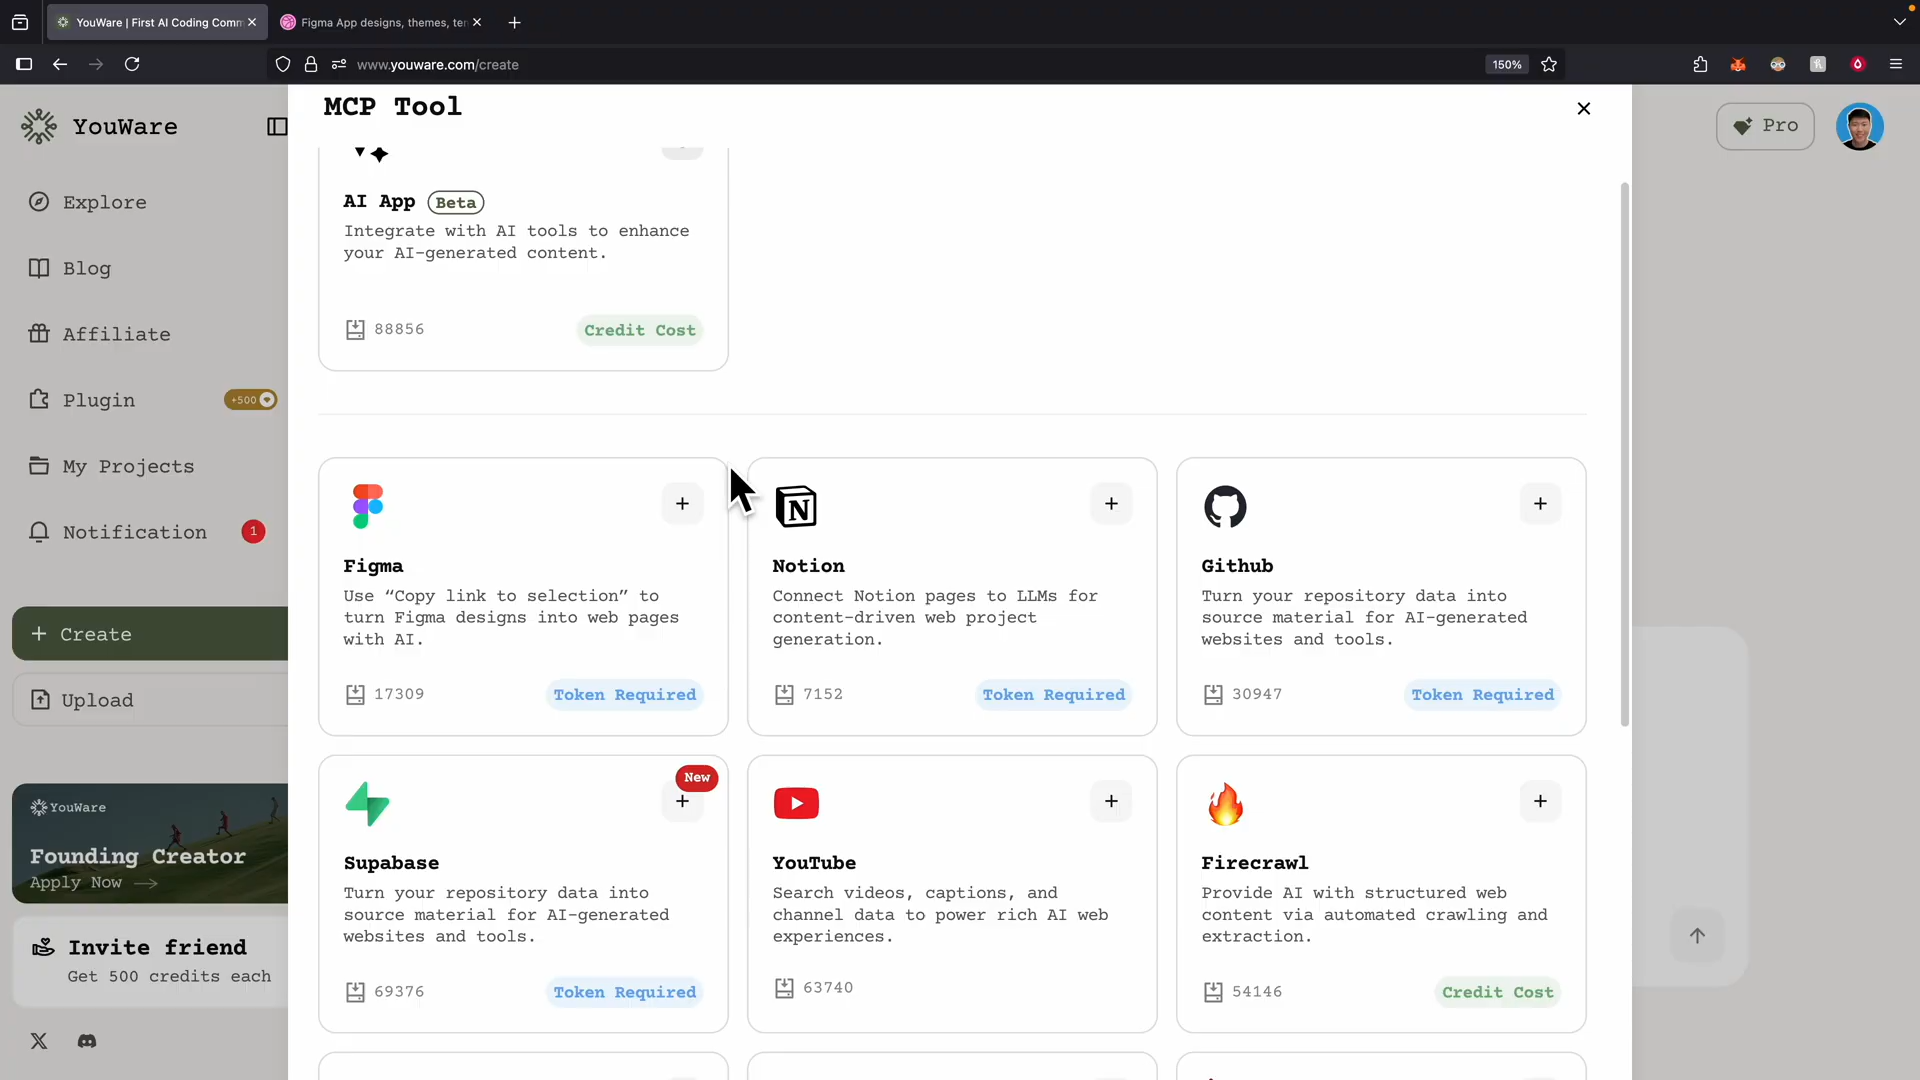 YouWare | First AI Coding Comm
Figma App designs, themes, ter
www.youware.com/create
150%
YouWare
Explore
Blog
Affiliate
Plugin
+500
My Projects
Notification
1
Create
Upload
YouWare
Founding Creator
Apply Now
Invite friend
Get 500 credits each
Pro
MCP Tool
AI App
Beta
Integrate with AI tools to enhance
your AI-generated content.
88856
Credit Cost
Figma
Use “Copy link to selection” to
turn Figma designs into web pages
with AI.
17309
Token Required
Notion
Connect Notion pages to LLMs for
content-driven web project
generation.
7152
Token Required
Github
Turn your repository data into
source material for AI-generated
websites and tools.
30947
Token Required
New
Supabase
Turn your repository data into
source material for AI-generated
websites and tools.
69376
Token Required
YouTube
Search videos, captions, and
channel data to power rich AI web
experiences.
63740
Firecrawl
Provide AI with structured web
content via automated crawling and
extraction.
54146
Credit Cost